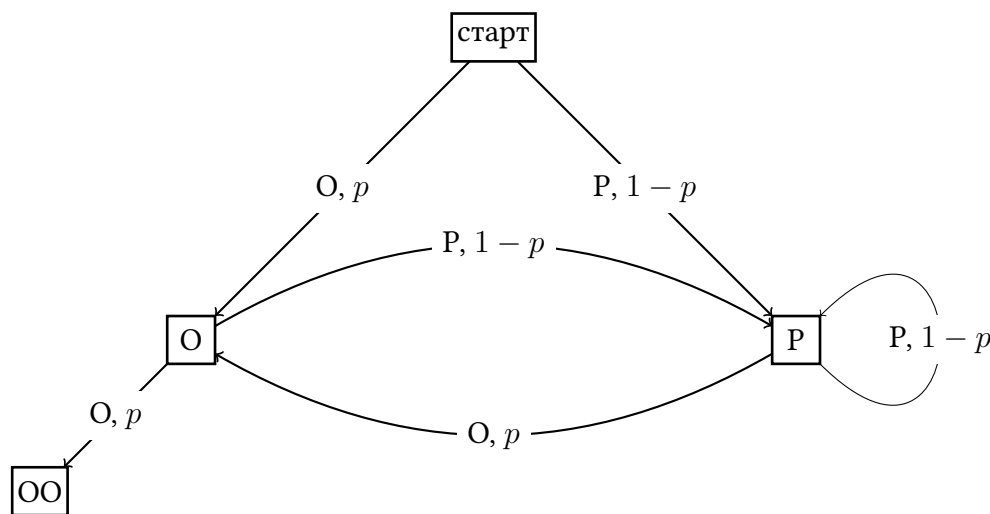 старт
О, p
Р, 1 − p
Р, 1 − p
О
Р
Р, 1 − p
О, p
О, p
ОО